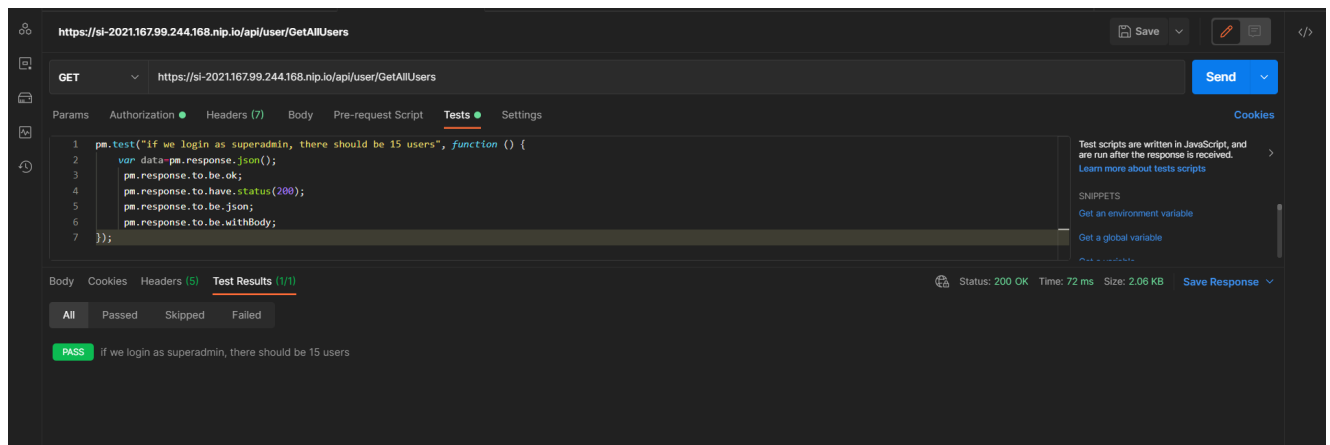 https://si-2021.167.99.244.168.nip.io/api/user/GetAllUsers
Save
GET
https://si-2021.167.99.244.168.nip.io/api/user/GetAllUsers
Send
Params Authorization Headers (7) Body Pre-request Script Tests Settings Cookies
1 pm.test("if we login as superadmin, there should be 15 users", function () {
2 var data=pm.response.json();
3 pm.response.to.be.ok;
4 pm.response.to.have.status(200);
5 pm.response.to.be.json;
6 pm.response.to.be.withBody;
7 });
Test scripts are written in JavaScript, and
are run after the response is received.
Learn more about tests scripts
SNIPPETS
Get an environment variable
Get a global variable
Body Cookies Headers (5) Test Results (1/1) Status: 200 OK Time: 72 ms Size: 2.06 KB Save Response
All Passed Skipped Failed
PASS if we login as superadmin, there should be 15 users